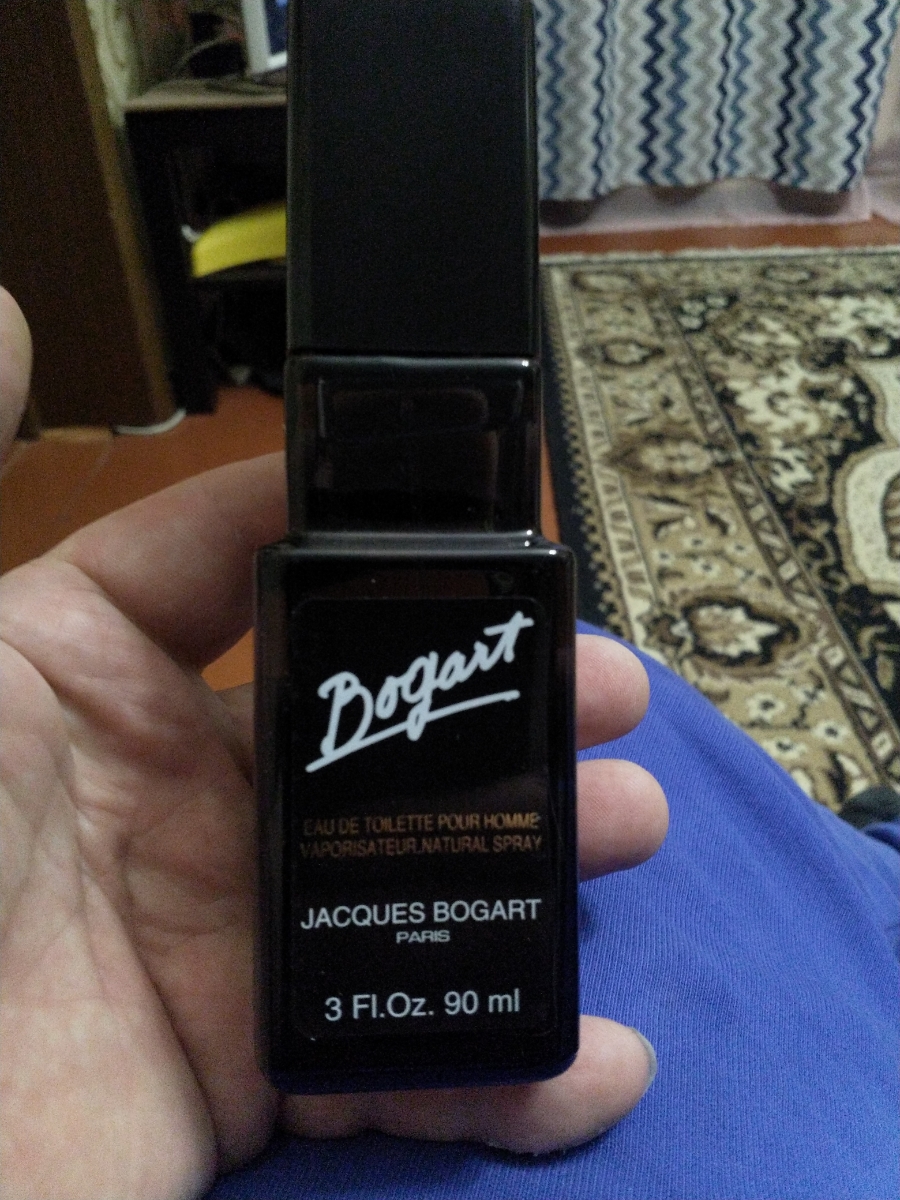 Bogart
EAU DE TOILETTE POUR HOMME
VAPORISATEUR.NATURAL SPRAY
JACQUES BOGART
PARIS
3 Fl.Oz. 90 ml